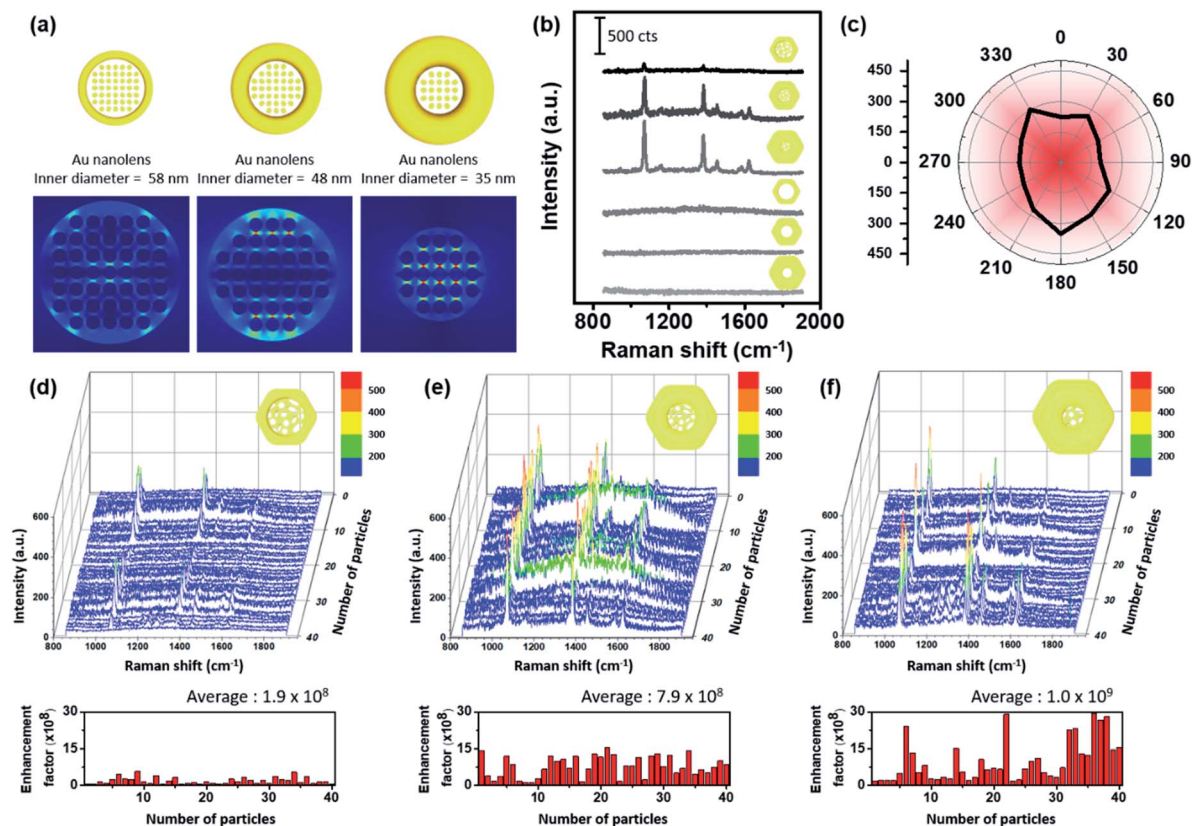 (a)
Au nanolens
Inner diameter = 58 nm
Au nanolens
Inner diameter = 48 nm
Au nanolens
Inner diameter = 35 nm
(b)
500 cts
Intensity (a.u.)
800 1200 1600 2000
Raman shift (cm⁻¹)
(c)
450
300
150
0
150
300
450
0
30
60
90
120
150
180
210
240
270
300
330
(d)
500
400
300
200
600
400
200
0
Intensity (a.u.)
800 1000 1200 1400 1600 1800
Raman shift (cm⁻¹)
0
10
20
30
40
Number of particles
Average : 1.9 x 10⁸
Enhancement
factor (x10⁸)
30
15
0
10 20 30 40
Number of particles
(e)
500
400
300
200
600
400
200
0
Intensity (a.u.)
800 1000 1200 1400 1600 1800
Raman shift (cm⁻¹)
0
10
20
30
40
Number of particles
Average : 7.9 x 10⁸
Enhancement
factor (x10⁸)
30
15
0
0 10 20 30 40
Number of particles
(f)
500
400
300
200
600
400
200
0
Intensity (a.u.)
800 1000 1200 1400 1600 1800
Raman shift (cm⁻¹)
0
10
20
30
40
Number of particles
Average : 1.0 x 10⁹
Enhancement
factor (x10⁸)
30
15
0
10 20 30 40
Number of particles